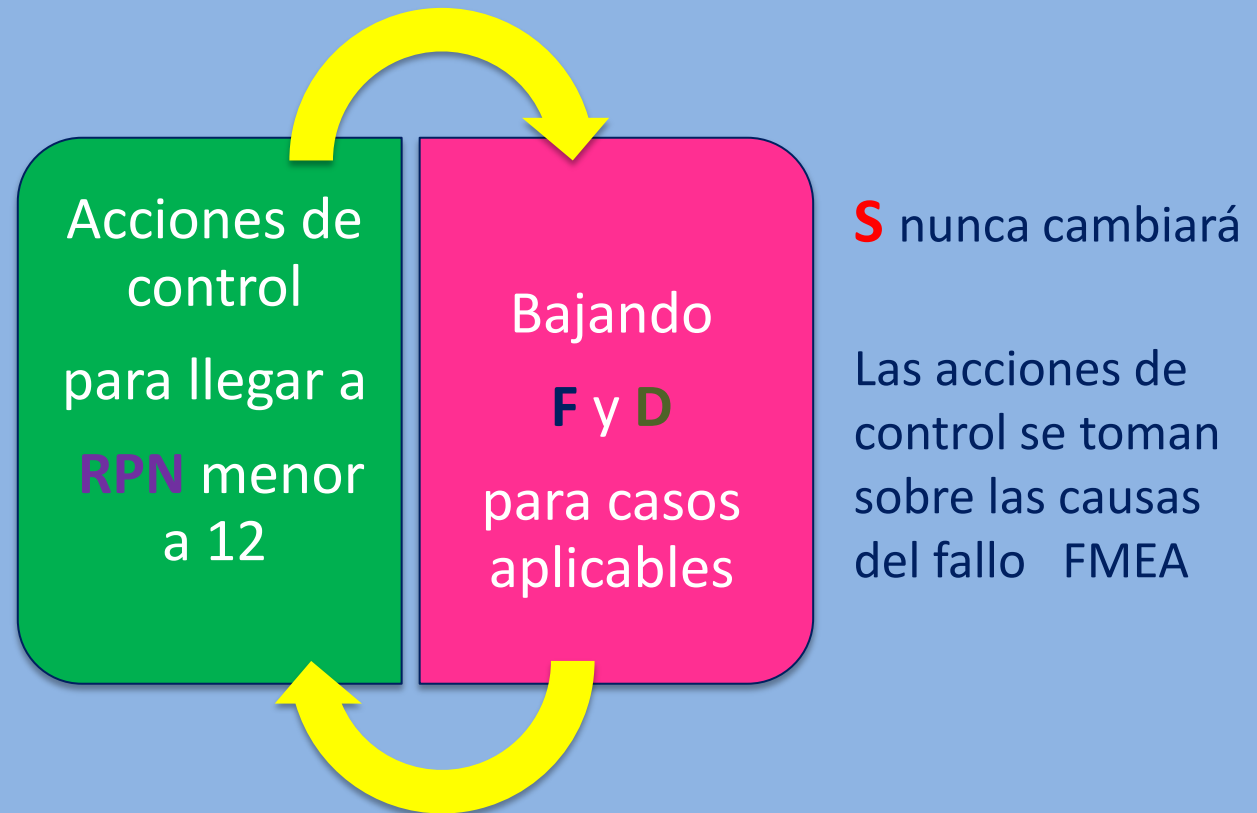 Acciones de
control
para llegar a
RPN menor
a 12
Bajando
F y D
para casos
aplicables
S nunca cambiará
Las acciones de
control se toman
sobre las causas
del fallo FMEA